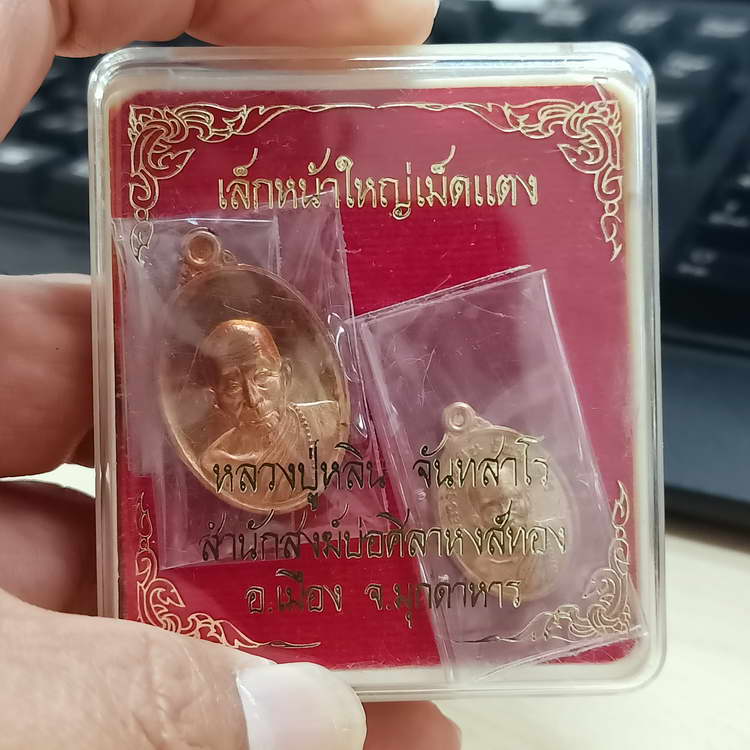 เล็กหน้าใหญ่เม็ดแตง
หลวงปู่หลิน จันทสาโร
สำนักสงฆ์บ่อศิลาหงส์ทอง
อ.เมือง จ.มุกดาหาร